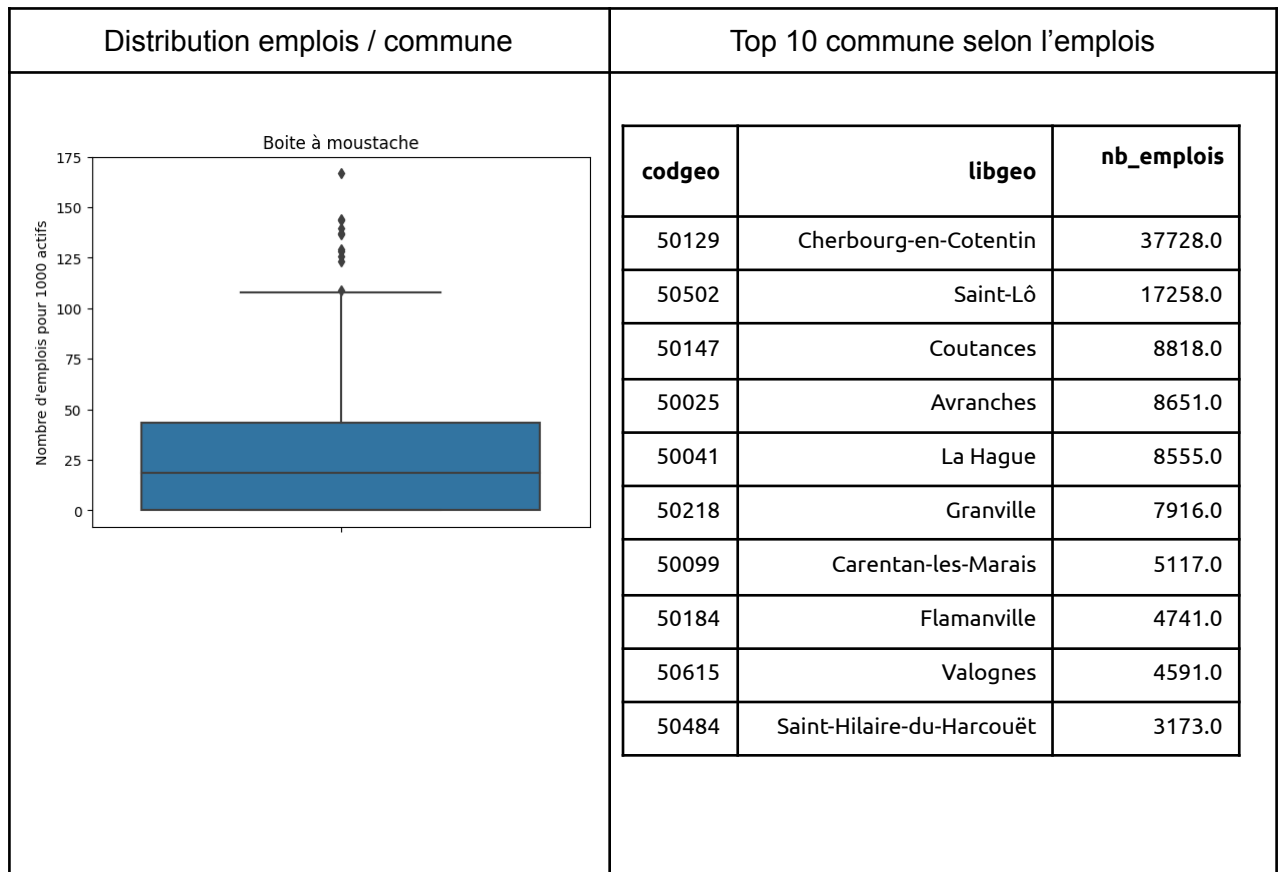 Distribution emplois / commune
Top 10 commune selon l’emplois
Boite à moustache
Nombre d'emplois pour 1000 actifs
175
150
125
100
75
50
25
0
codgeo libgeo nb_emplois
50129 Cherbourg-en-Cotentin 37728.0
50502 Saint-Lô 17258.0
50147 Coutances 8818.0
50025 Avranches 8651.0
50041 La Hague 8555.0
50218 Granville 7916.0
50099 Carentan-les-Marais 5117.0
50184 Flamanville 4741.0
50615 Valognes 4591.0
50484 Saint-Hilaire-du-Harcouët 3173.0